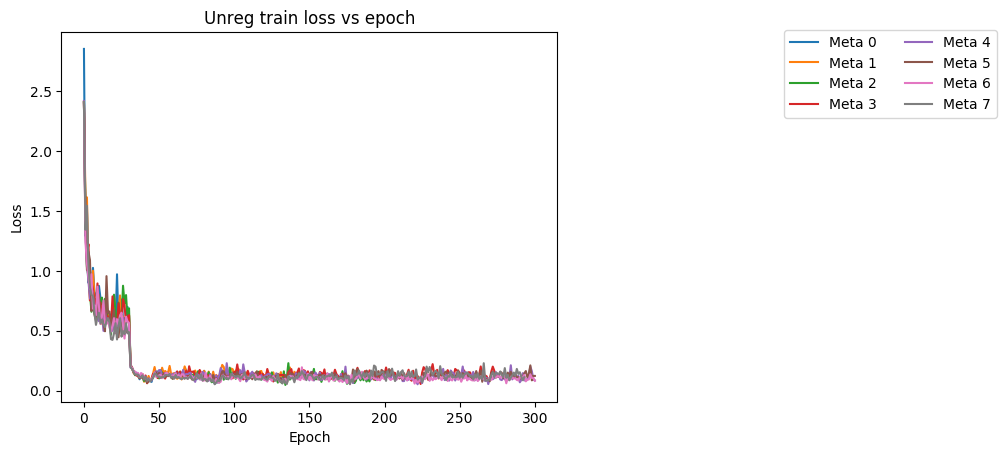 Unreg train loss vs epoch
Meta 0
Meta 1
Meta 2
Meta 3
Meta 4
Meta 5
Meta 6
Meta 7
Loss
2.5
2.0
1.5
1.0
0.5
0.0
0 50 100 150 200 250 300
Epoch